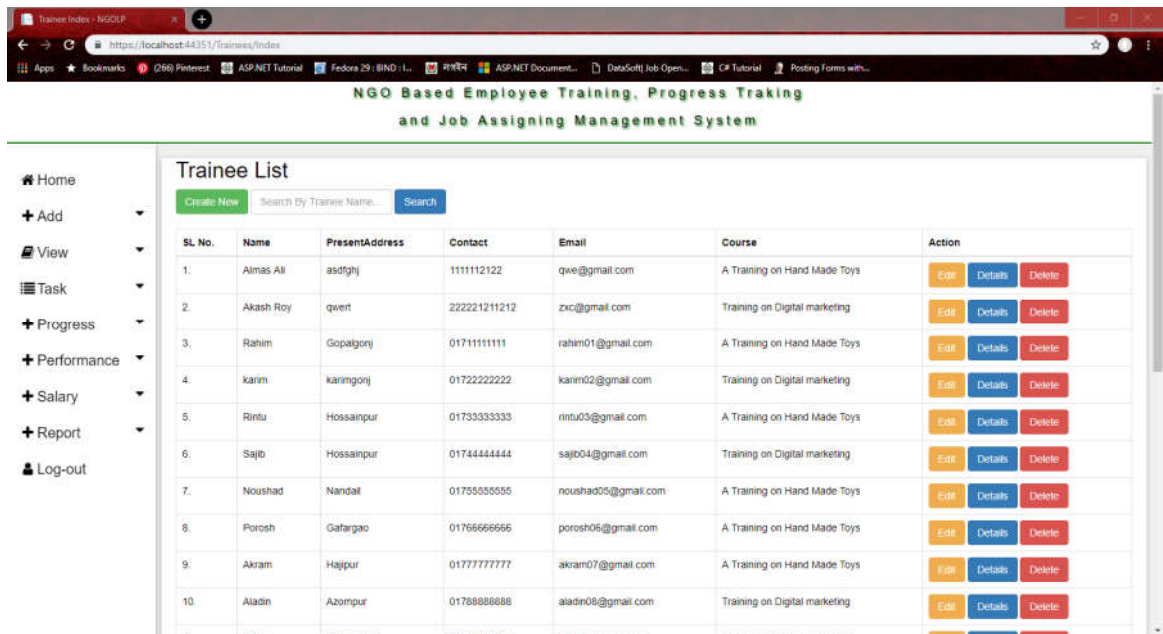 Trainee Index - NGOLP
https://localhost:44351/Trainees/Index
Apps Bookmarks (266) Pinterest ASP.NET Tutorial Fedora 29 : BIND : I... ASP.NET Document... DataSoft| Job Open... C# Tutorial Posting Forms with...
NGO Based Employee Training, Progress Traking
and Job Assigning Management System
Home
Add
View
Task
Progress
Performance
Salary
Report
Log-out
Trainee List
Create New Search By Trainee Name... Search
SL No. Name PresentAddress Contact Email Course Action
1. Almas Ali asdfghj 1111112122 qwe@gmail.com A Training on Hand Made Toys Edit Details Delete
2. Akash Roy qwert 222221211212 zxc@gmail.com Training on Digital marketing Edit Details Delete
3. Rahim Gopalgonj 01711111111 rahim01@gmail.com A Training on Hand Made Toys Edit Details Delete
4. karim karimgonj 01722222222 karim02@gmail.com Training on Digital marketing Edit Details Delete
5. Rintu Hossainpur 01733333333 rintu03@gmail.com A Training on Hand Made Toys Edit Details Delete
6. Sajib Hossainpur 01744444444 sajib04@gmail.com Training on Digital marketing Edit Details Delete
7. Noushad Nandail 01755555555 noushad05@gmail.com A Training on Hand Made Toys Edit Details Delete
8. Porosh Gafargao 01766666666 porosh06@gmail.com A Training on Hand Made Toys Edit Details Delete
9. Akram Hajipur 01777777777 akram07@gmail.com A Training on Hand Made Toys Edit Details Delete
10. Aladin Azompur 01788888888 aladin08@gmail.com Training on Digital marketing Edit Details Delete